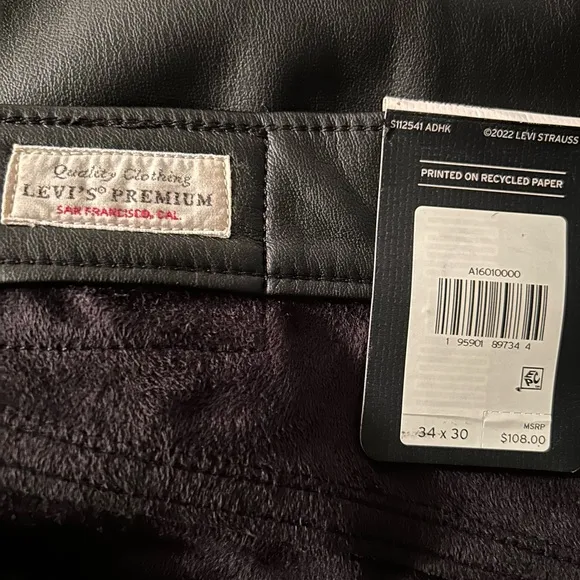 Quality Clothing
LEVI'S® PREMIUM
SAN FRANCISCO, CAL.
S112541 ADHK ©2022 LEVI STRAUSS
PRINTED ON RECYCLED PAPER
A16010000
1 95901 89734 4
34 x 30
MSRP
$108.00